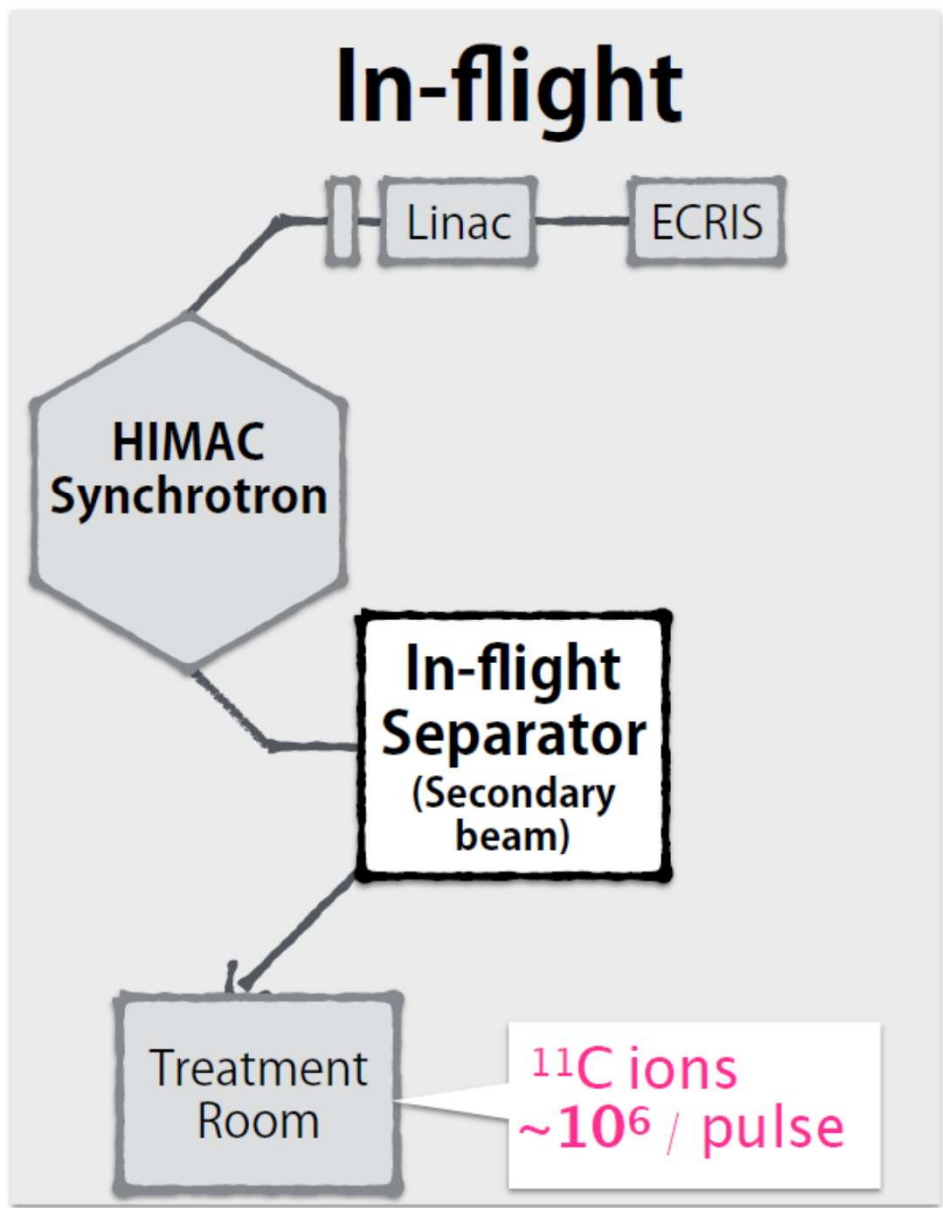 In-flight
Linac
ECRIS
HIMAC
Synchrotron
In-flight
Separator
(Secondary
beam)
Treatment
Room
¹¹C ions
~10⁶ / pulse